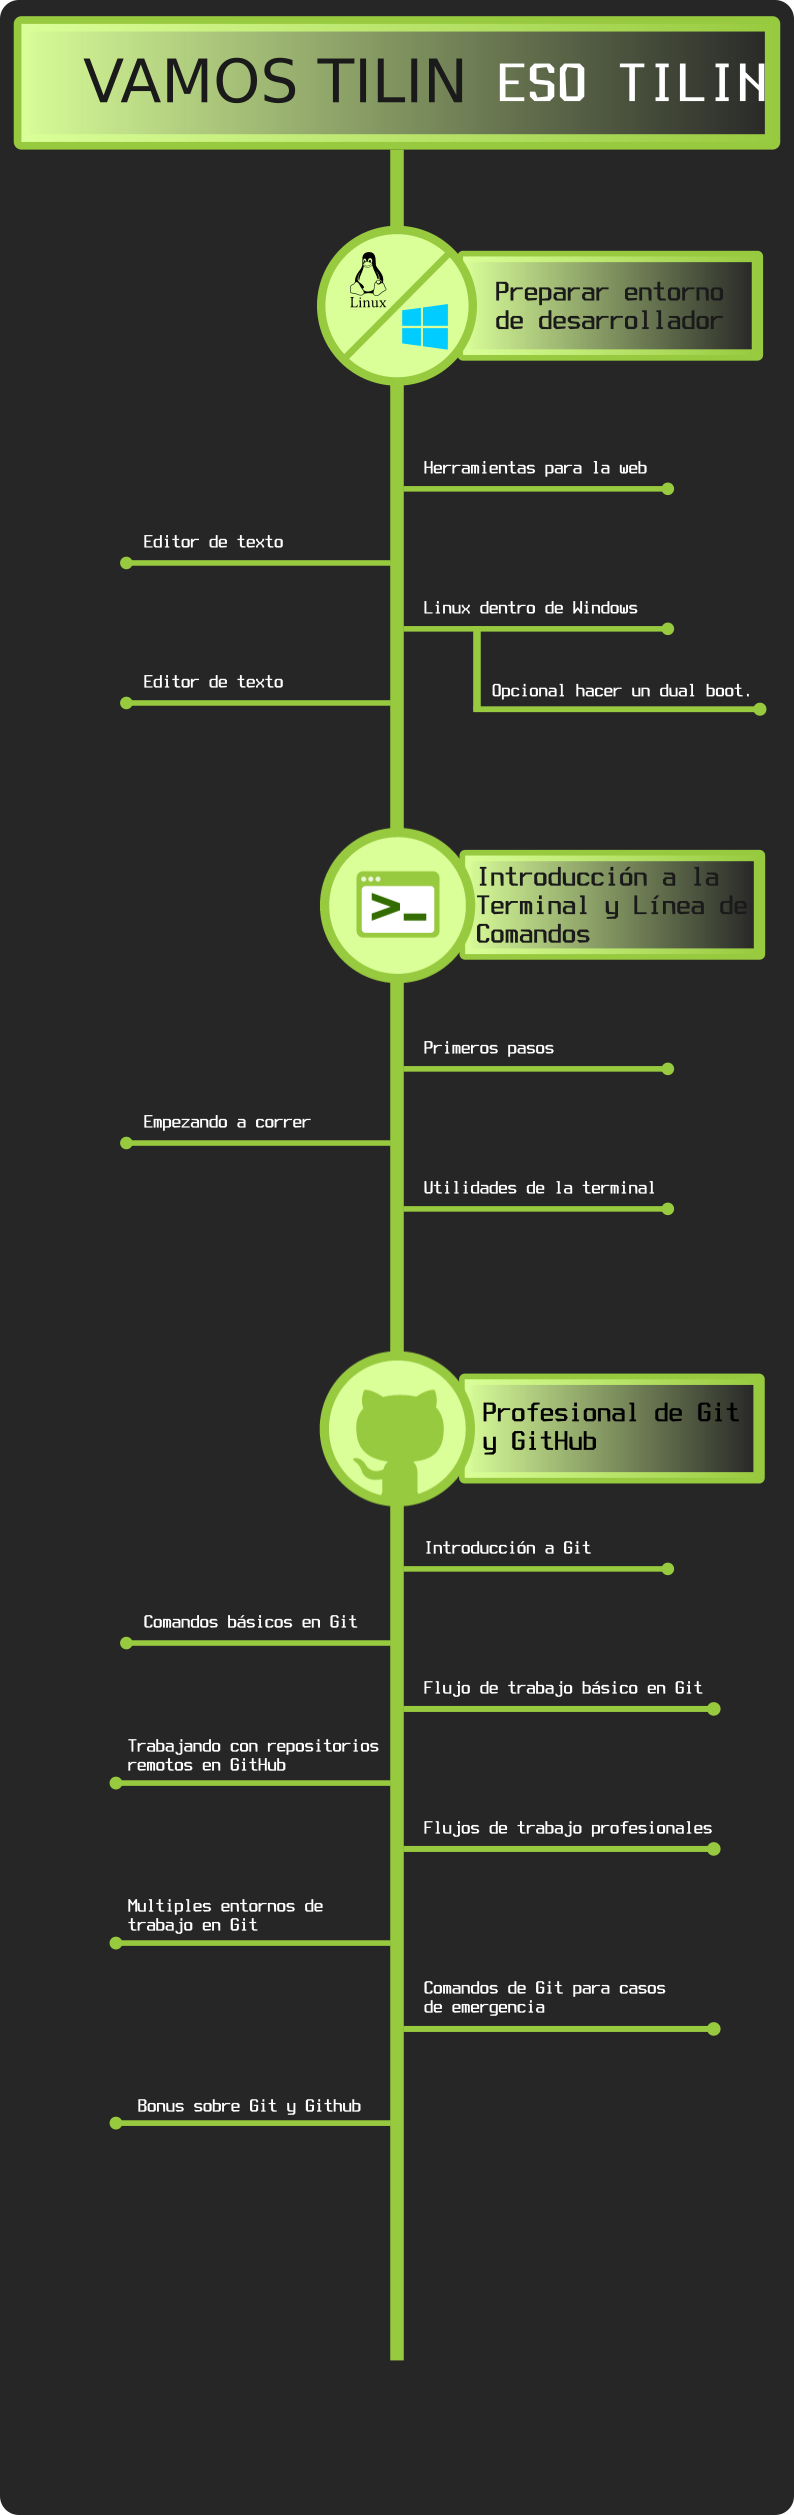 VAMOS TILIN ESO TILIN
Linux
Preparar entorno
de desarrollador
Herramientas para la web
Editor de texto
Linux dentro de Windows
Editor de texto
Opcional hacer un dual boot.
>_
Introducción a la
Terminal y Línea de
Comandos
Primeros pasos
Empezando a correr
Utilidades de la terminal
Profesional de Git
y GitHub
Introducción a Git
Comandos básicos en Git
Flujo de trabajo básico en Git
Trabajando con repositorios
remotos en GitHub
Flujos de trabajo profesionales
Multiples entornos de
trabajo en Git
Comandos de Git para casos
de emergencia
Bonus sobre Git y Github